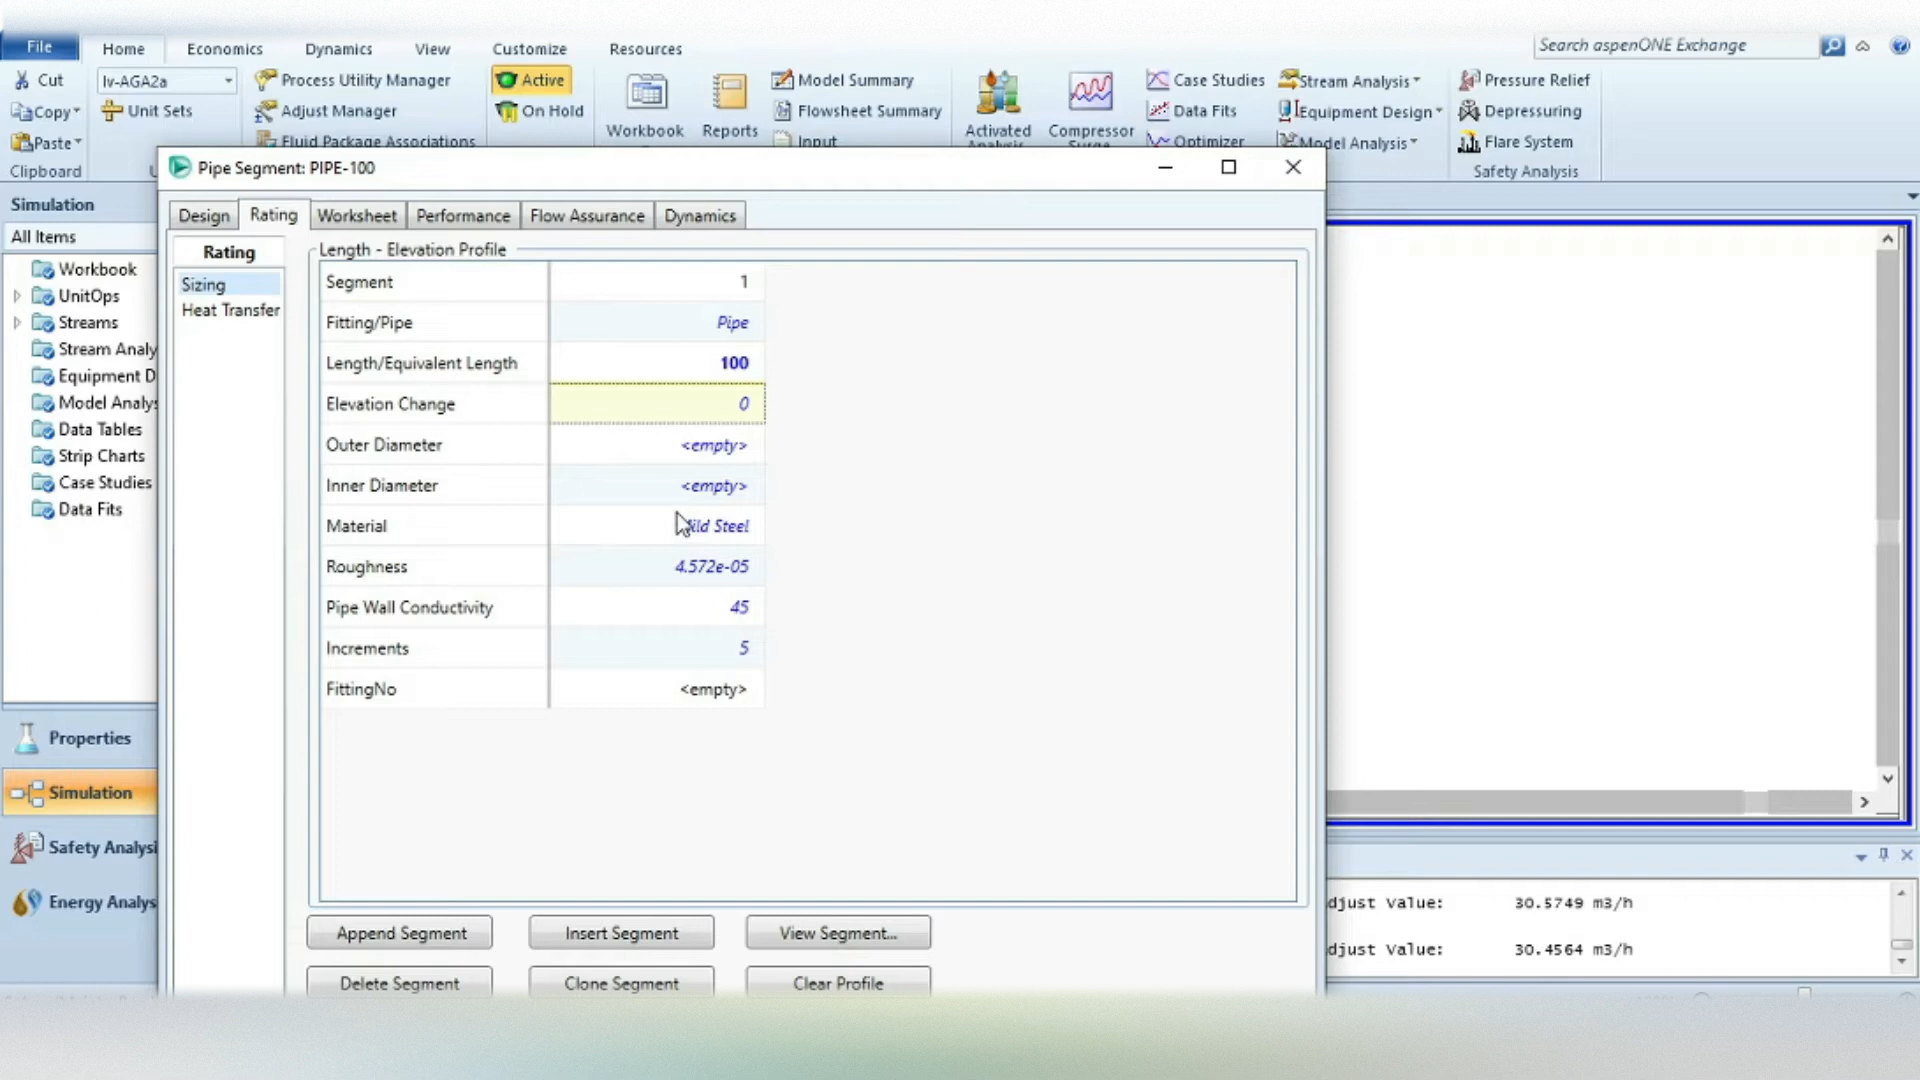 File Home Economics Dynamics View Customize Resources Search aspenONE Exchange
Cut lv-AGA2a Process Utility Manager Active Model Summary Case Studies Stream Analysis Pressure Relief
Copy Unit Sets Adjust Manager On Hold Flowsheet Summary Data Fits Equipment Design Depressuring
Paste Fluid Package Associations Workbook Reports Input Activated Compressor Optimizer Model Analysis Flare System
Clipboard Safety Analysis
Pipe Segment: PIPE-100
Simulation
All Items
Workbook
UnitOps
Streams
Stream Analy
Equipment D
Model Analys
Data Tables
Strip Charts
Case Studies
Data Fits
Properties
Simulation
Safety Analysi
Energy Analys
Design Rating Worksheet Performance Flow Assurance Dynamics
Rating
Sizing
Heat Transfer
Length - Elevation Profile
Segment 1
Fitting/Pipe Pipe
Length/Equivalent Length 100
Elevation Change 0
Outer Diameter <empty>
Inner Diameter <empty>
Material ild Steel
Roughness 4.572e-05
Pipe Wall Conductivity 45
Increments 5
FittingNo <empty>
Append Segment Insert Segment View Segment...
Delete Segment Clone Segment Clear Profile
djust Value: 30.5749 m3/h
djust Value: 30.4564 m3/h